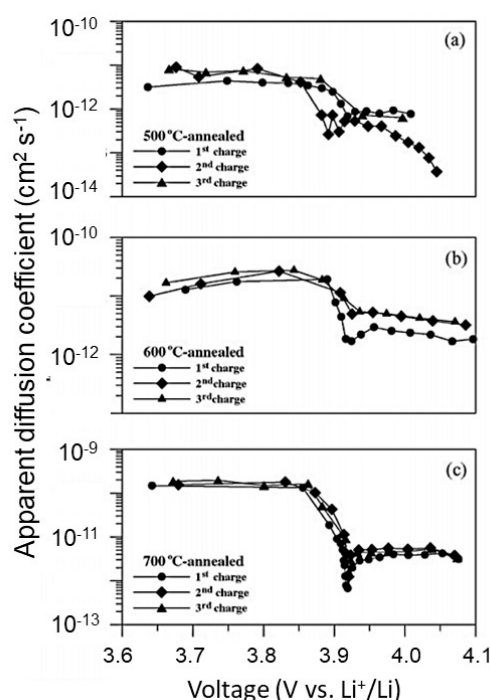 Apparent diffusion coefficient (cm² s⁻¹)
10⁻¹⁰
(a)
10⁻¹²
500 °C-annealed
1ˢᵗ charge
2ⁿᵈ charge
3ʳᵈ charge
10⁻¹⁴
10⁻¹⁰
(b)
10⁻¹²
600 °C-annealed
1ˢᵗ charge
2ⁿᵈ charge
3ʳᵈ charge
10⁻⁹
(c)
10⁻¹¹
700 °C-annealed
1ˢᵗ charge
2ⁿᵈ charge
3ʳᵈ charge
10⁻¹³
3.6 3.7 3.8 3.9 4.0 4.1
Voltage (V vs. Li⁺/Li)